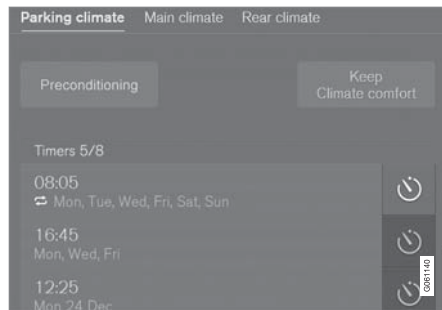 Parking climate Main climate Rear climate
Preconditioning
Keep
Climate comfort
Timers 5/8
08:05
Mon, Tue, Wed, Fri, Sat, Sun
16:45
Mon, Wed, Fri
12:25
Mon 24 Dec
G061140